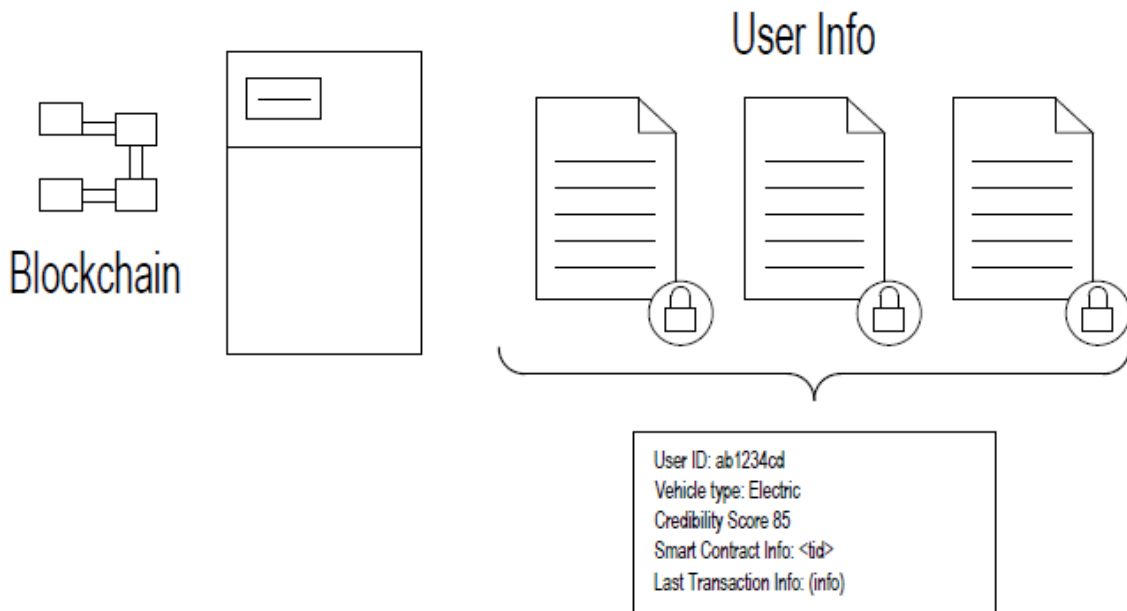 User Info
Blockchain
User ID: ab1234cd
Vehicle type: Electric
Credibility Score 85
Smart Contract Info: <tid>
Last Transaction Info: (info)